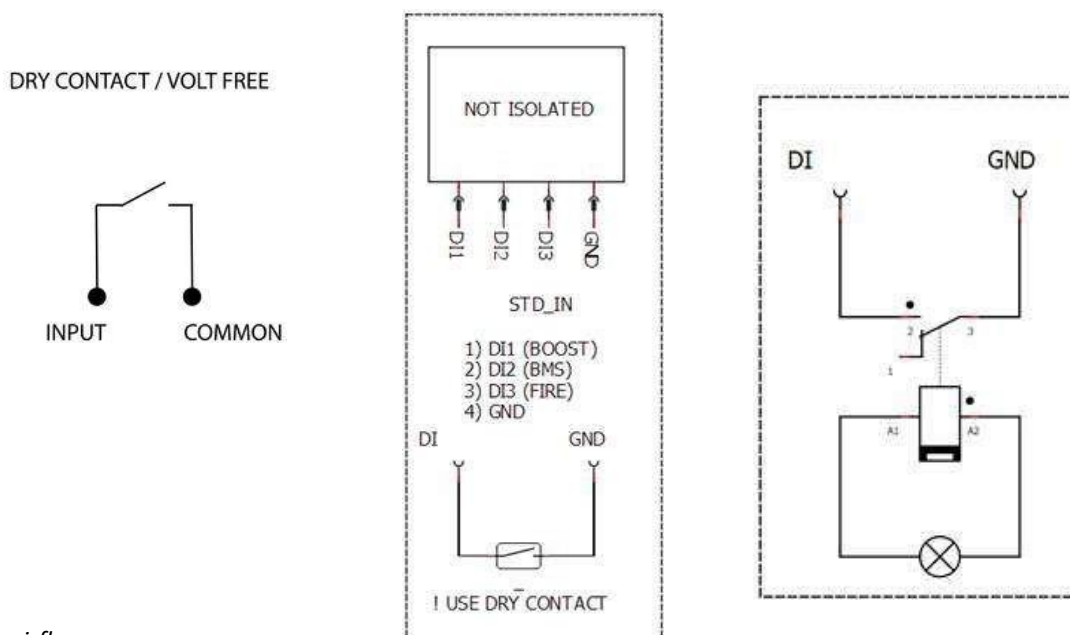 DRY CONTACT / VOLT FREE
INPUT COMMON
NOT ISOLATED
DI1 DI2 DI3 GND
STD_IN
1) DI1 (BOOST)
2) DI2 (BMS)
3) DI3 (FIRE)
4) GND
DI GND
! USE DRY CONTACT
DI GND
2 3
1
A1 A2